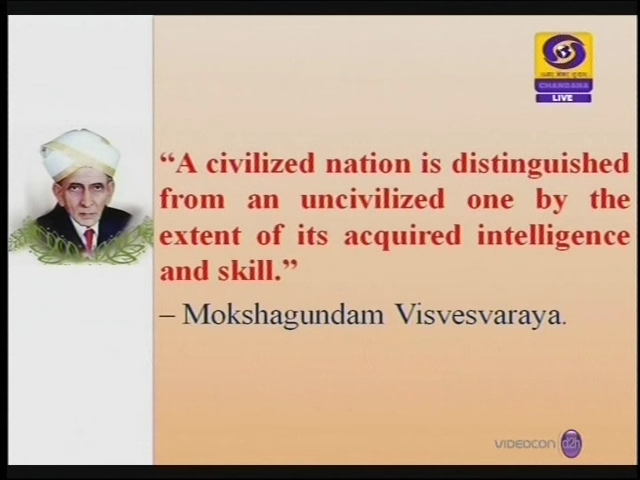 CHANDANA
LIVE
“A civilized nation is distinguished
from an uncivilized one by the
extent of its acquired intelligence
and skill.”
– Mokshagundam Visvesvaraya.
VIDEOCON d2h